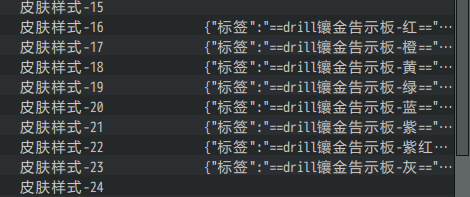 皮肤样式-15
皮肤样式-16 {"标签":"==drill镶金告示板-红=="…
皮肤样式-17 {"标签":"==drill镶金告示板-橙=="…
皮肤样式-18 {"标签":"==drill镶金告示板-黄=="…
皮肤样式-19 {"标签":"==drill镶金告示板-绿=="…
皮肤样式-20 {"标签":"==drill镶金告示板-蓝=="…
皮肤样式-21 {"标签":"==drill镶金告示板-紫=="…
皮肤样式-22 {"标签":"==drill镶金告示板-紫红…
皮肤样式-23 {"标签":"==drill镶金告示板-灰=="…
皮肤样式-24